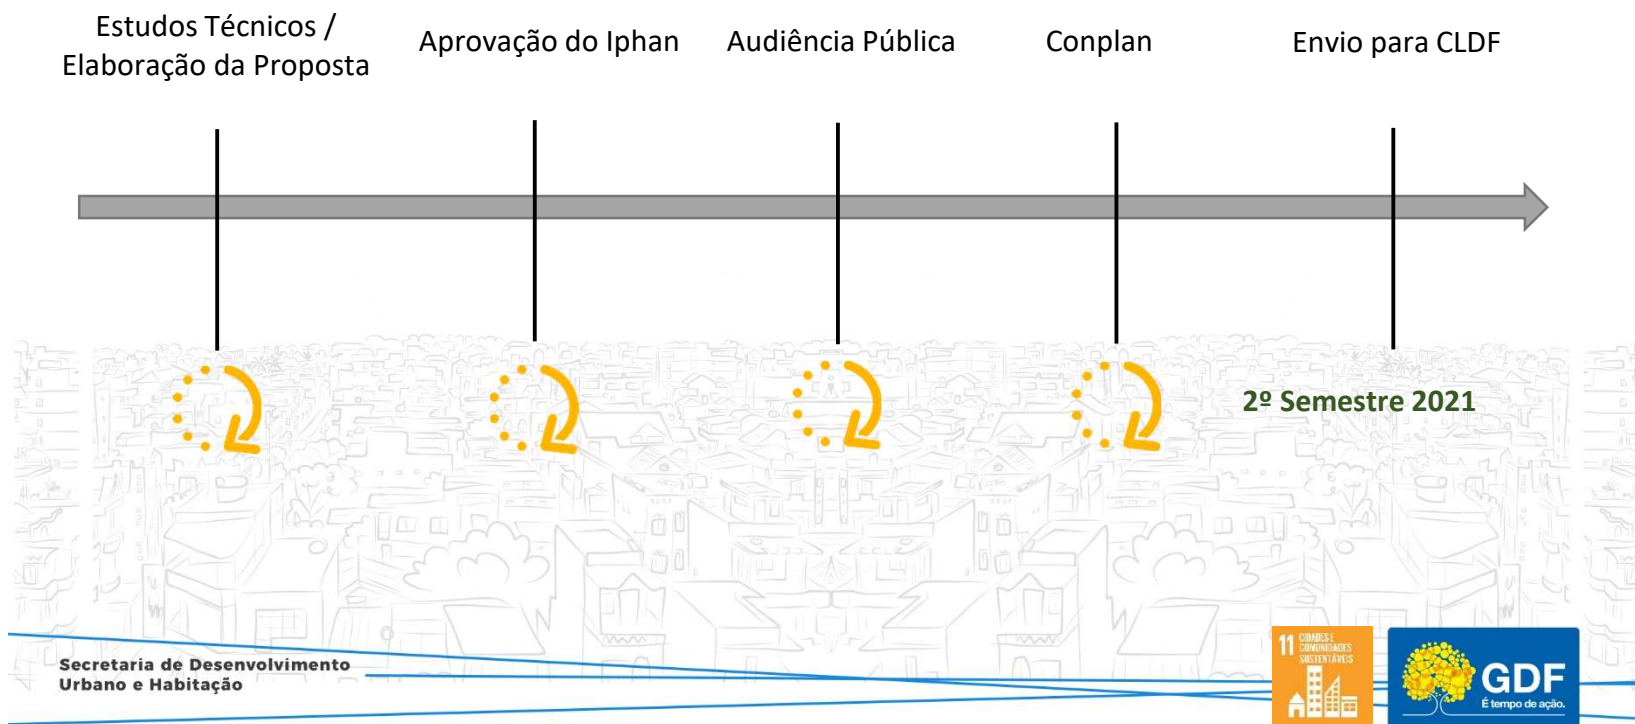 Estudos Técnicos /
Elaboração da Proposta
Aprovação do Iphan
Audiência Pública
Conplan
Envio para CLDF
2º Semestre 2021
Secretaria de Desenvolvimento
Urbano e Habitação
11 CIDADES E
COMUNIDADES
SUSTENTÁVEIS
GDF
É tempo de ação.